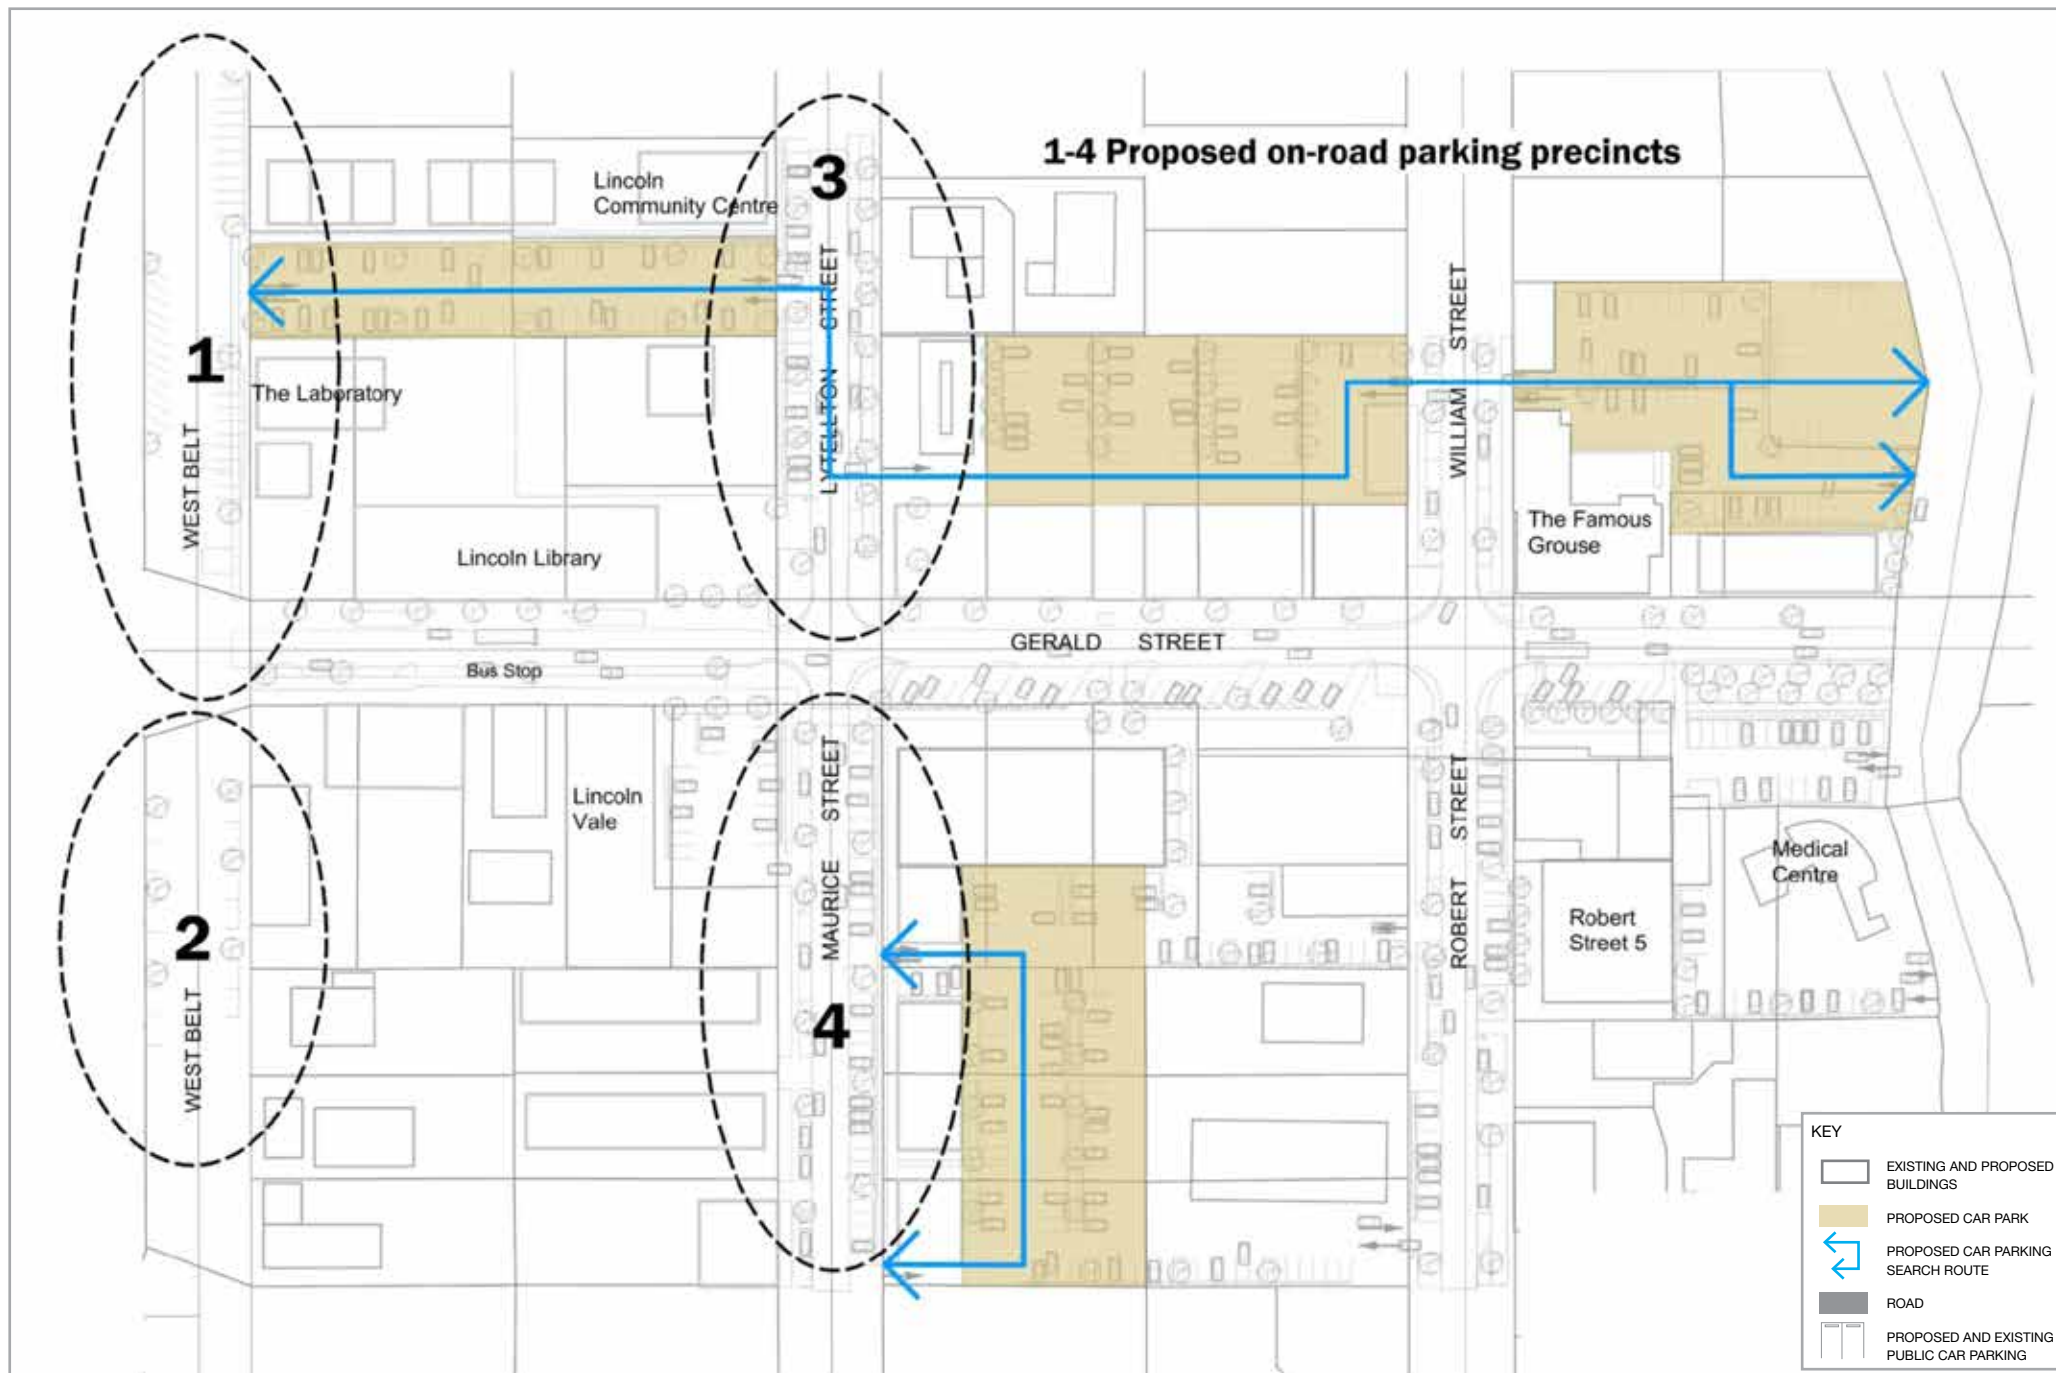 1-4 Proposed on-road parking precincts
3
Lincoln
Community Centre
LYTELLTON STREET
WILLIAM STREET
1
The Laboratory
WEST BELT
Lincoln Library
The Famous
Grouse
GERALD STREET
Bus Stop
MAURICE STREET
ROBERT STREET
Lincoln
Vale
Medical
Centre
2
Robert
Street 5
WEST BELT
4
KEY
EXISTING AND PROPOSED
BUILDINGS
PROPOSED CAR PARK
PROPOSED CAR PARKING
SEARCH ROUTE
ROAD
PROPOSED AND EXISTING
PUBLIC CAR PARKING